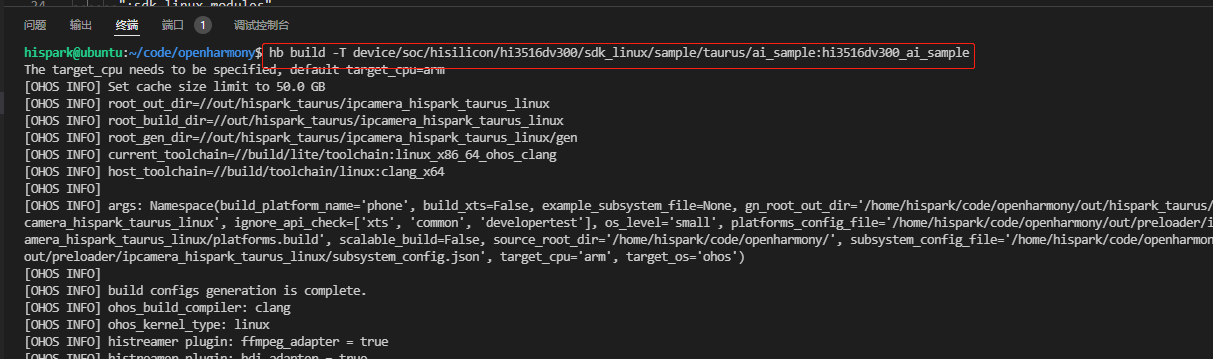 24 ":sdk_linux_modules"
问题 输出 终端 端口 1 调试控制台
hispark@ubuntu:~/code/openharmony$ hb build -T device/soc/hisilicon/hi3516dv300/sdk_linux/sample/taurus/ai_sample:hi3516dv300_ai_sample
The target_cpu needs to be specified, default target_cpu=arm
[OHOS INFO] Set cache size limit to 50.0 GB
[OHOS INFO] root_out_dir=//out/hispark_taurus/ipcamera_hispark_taurus_linux
[OHOS INFO] root_build_dir=//out/hispark_taurus/ipcamera_hispark_taurus_linux
[OHOS INFO] root_gen_dir=//out/hispark_taurus/ipcamera_hispark_taurus_linux/gen
[OHOS INFO] current_toolchain=//build/lite/toolchain:linux_x86_64_ohos_clang
[OHOS INFO] host_toolchain=//build/toolchain/linux:clang_x64
[OHOS INFO]
[OHOS INFO] args: Namespace(build_platform_name='phone', build_xts=False, example_subsystem_file=None, gn_root_out_dir='/home/hispark/code/openharmony/out/hispark_taurus/
camera_hispark_taurus_linux', ignore_api_check=['xts', 'common', 'developertest'], os_level='small', platforms_config_file='/home/hispark/code/openharmony/out/preloader/i
amera_hispark_taurus_linux/platforms.build', scalable_build=False, source_root_dir='/home/hispark/code/openharmony/', subsystem_config_file='/home/hispark/code/openharmon
out/preloader/ipcamera_hispark_taurus_linux/subsystem_config.json', target_cpu='arm', target_os='ohos')
[OHOS INFO]
[OHOS INFO] build configs generation is complete.
[OHOS INFO] ohos_build_compiler: clang
[OHOS INFO] ohos_kernel_type: linux
[OHOS INFO] histreamer plugin: ffmpeg_adapter = true
[OHOS INFO] histreamer plugin: hdi_adapter = true